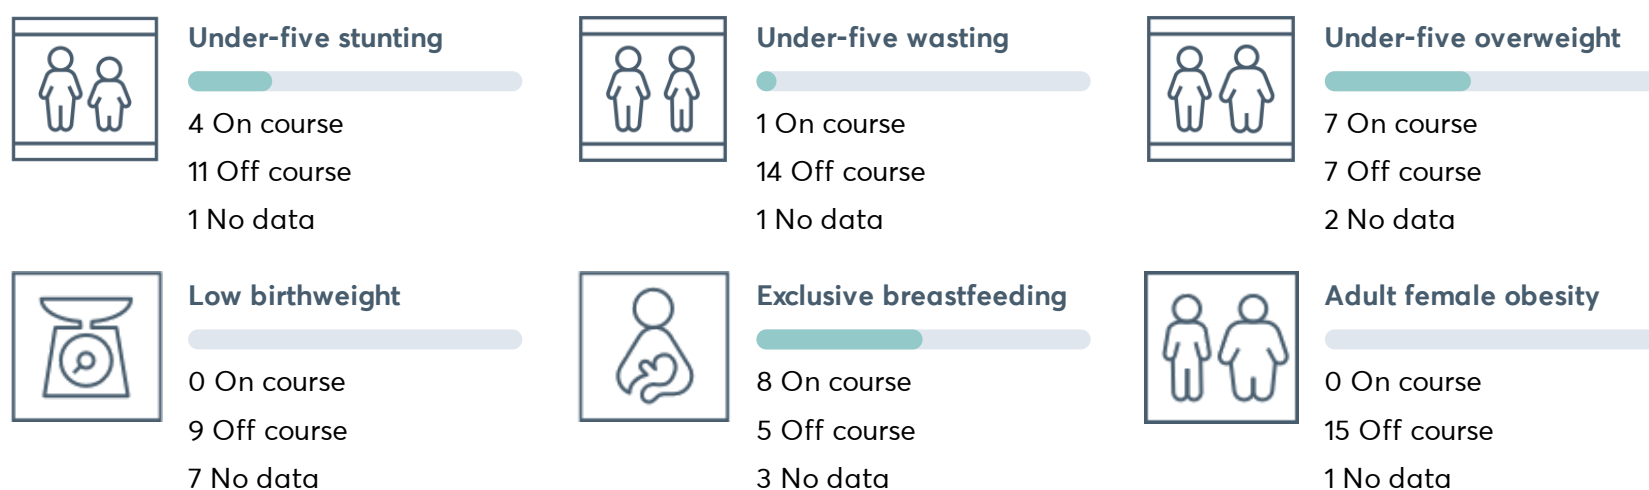 Under-five stunting
4 On course
11 Off course
1 No data
Under-five wasting
1 On course
14 Off course
1 No data
Under-five overweight
7 On course
7 Off course
2 No data
Low birthweight
0 On course
9 Off course
7 No data
Exclusive breastfeeding
8 On course
5 Off course
3 No data
Adult female obesity
0 On course
15 Off course
1 No data